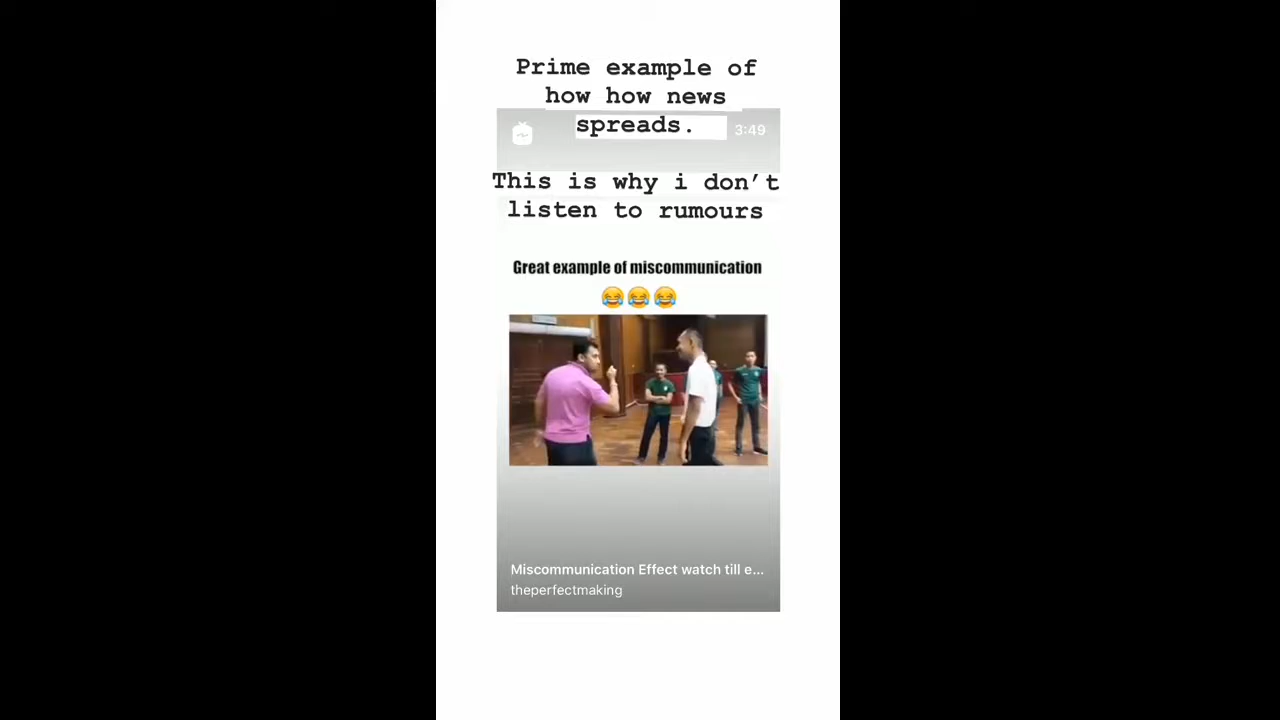 Prime example of
how how news
spreads.
3:49
This is why i don’t
listen to rumours
Great example of miscommunication
😂😂😂
Miscommunication Effect watch till e...
theperfectmaking